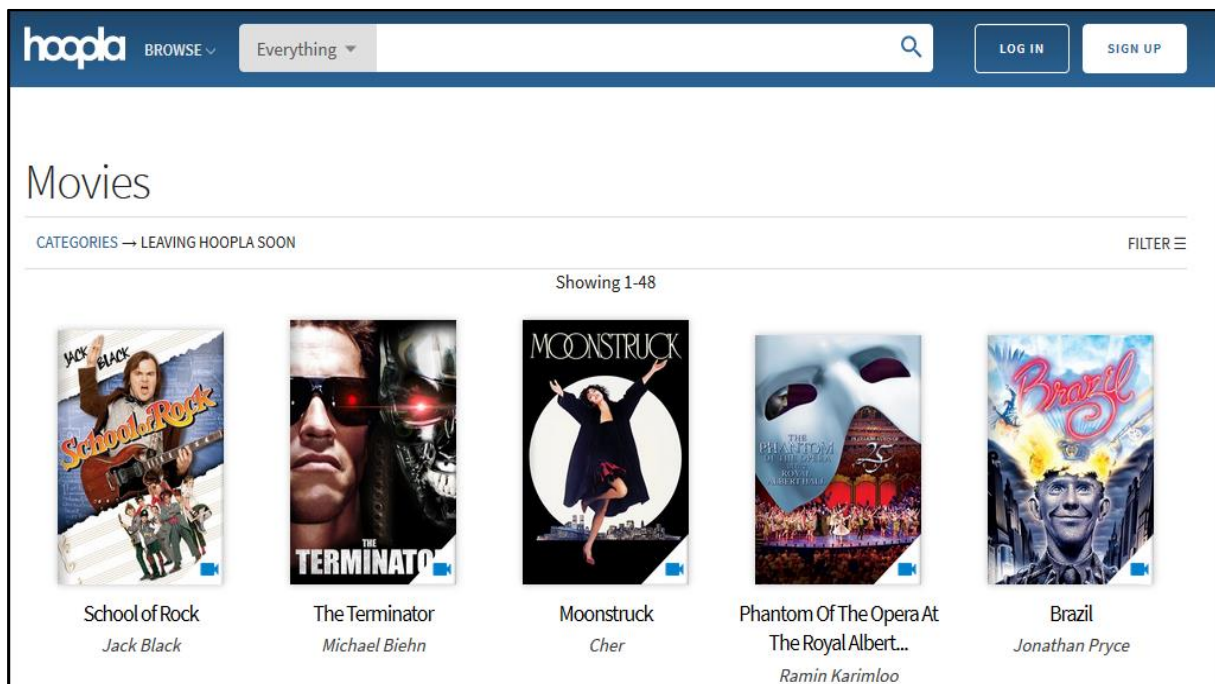 hoopla BROWSE Everything LOG IN SIGN UP
Movies
CATEGORIES → LEAVING HOOPLA SOON FILTER ☰
Showing 1-48
JACK BLACK
School of Rock
THE
TERMINATO
MOONSTRUCK
THE
PHANTOM
OF THE OPERA
25
ROYAL
ALBERT HALL
Brazil
School of Rock
Jack Black
The Terminator
Michael Biehn
Moonstruck
Cher
Phantom Of The Opera At
The Royal Albert...
Ramin Karimloo
Brazil
Jonathan Pryce